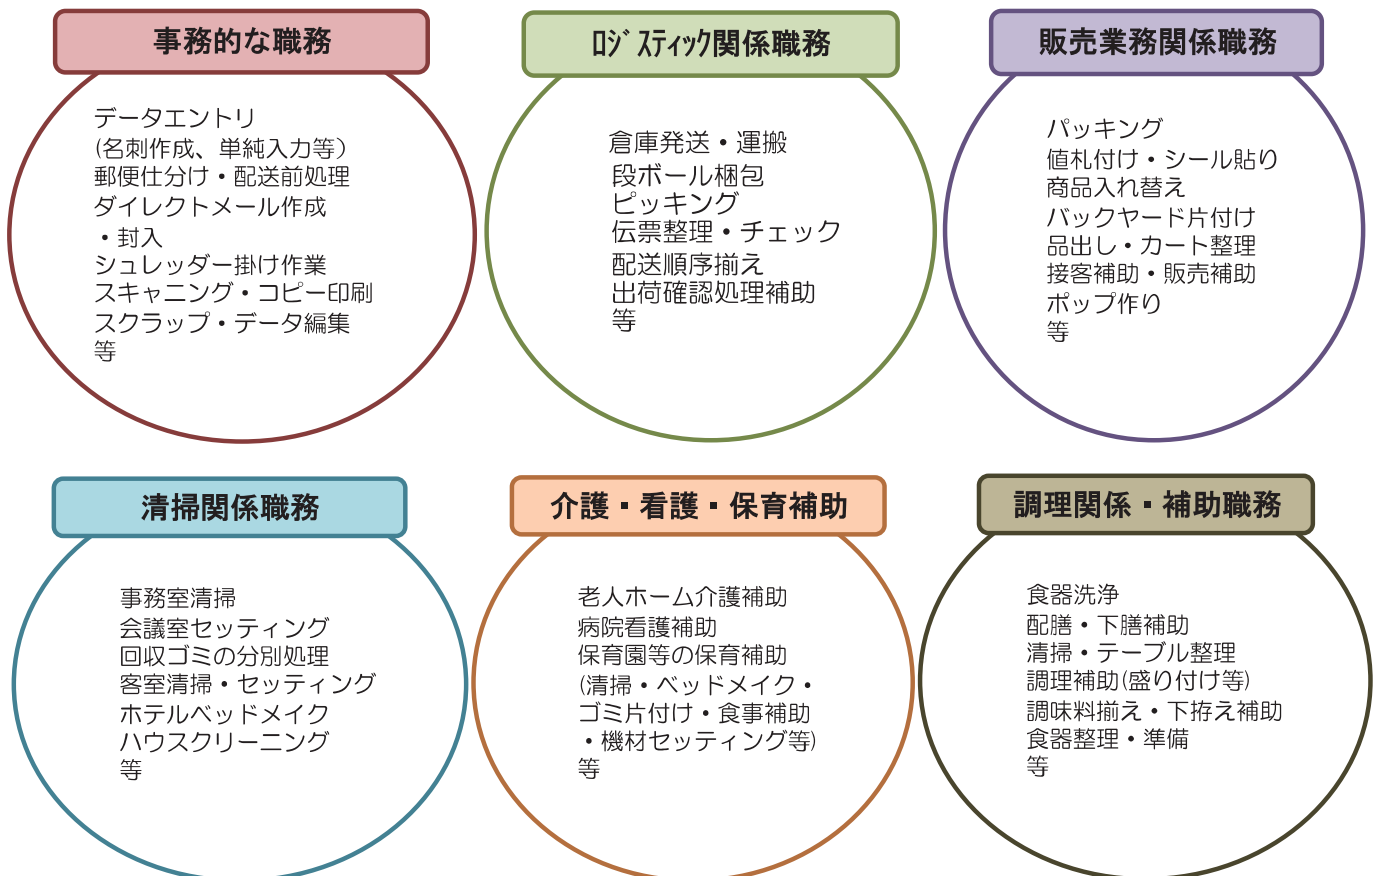 事務的な職務
データエントリ
(名刺作成、単純入力等）
郵便仕分け・配送前処理
ダイレクトメール作成
・封入
シュレッダー掛け作業
スキャニング・コピー印刷
スクラップ・データ編集
等
ﾛｼﾞｽﾃｨｯｸ関係職務
倉庫発送・運搬
段ボール梱包
ピッキング
伝票整理・チェック
配送順序揃え
出荷確認処理補助
等
販売業務関係職務
パッキング
値札付け・シール貼り
商品入れ替え
バックヤード片付け
品出し・カート整理
接客補助・販売補助
ポップ作り
等
清掃関係職務
事務室清掃
会議室セッティング
回収ゴミの分別処理
客室清掃・セッティング
ホテルベッドメイク
ハウスクリーニング
等
介護・看護・保育補助
老人ホーム介護補助
病院看護補助
保育園等の保育補助
(清掃・ベッドメイク・
ゴミ片付け・食事補助
・機材セッティング等)
等
調理関係・補助職務
食器洗浄
配膳・下膳補助
清掃・テーブル整理
調理補助(盛り付け等)
調味料揃え・下拵え補助
食器整理・準備
等